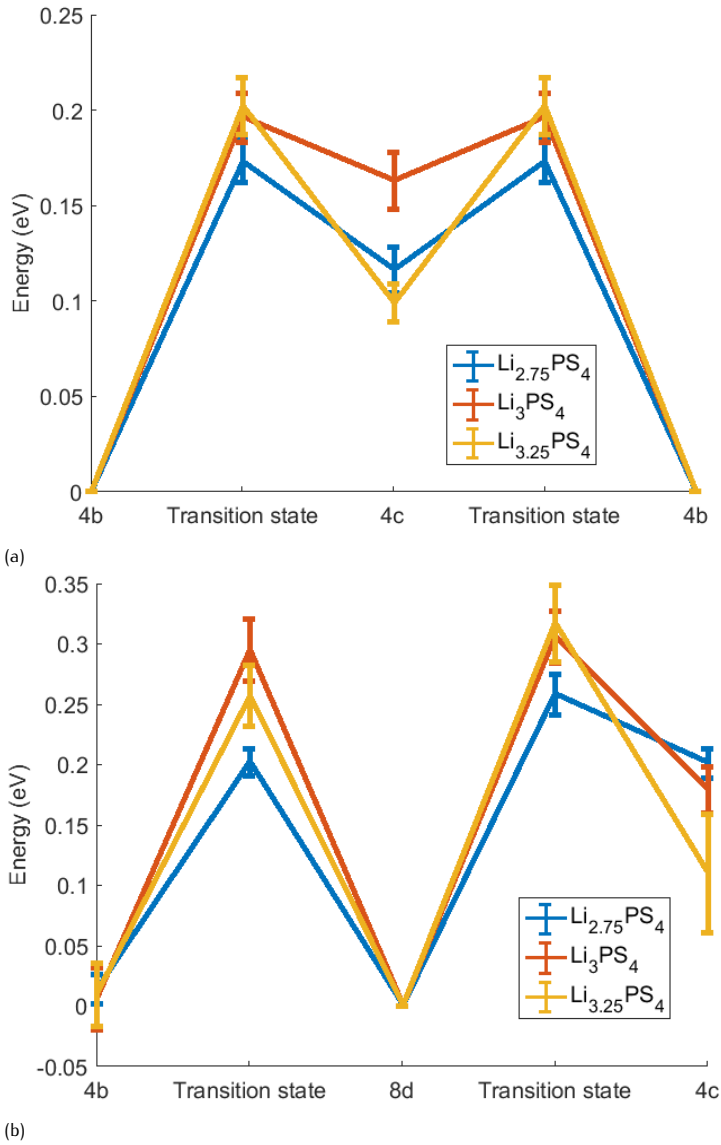 0.25
0.2
0.15
0.1
0.05
0
Energy (eV)
Li2.75PS4
Li3PS4
Li3.25PS4
4b Transition state 4c Transition state 4b
(a)
0.35
0.3
0.25
0.2
0.15
0.1
0.05
0
-0.05
Energy (eV)
Li2.75PS4
Li3PS4
Li3.25PS4
4b Transition state 8d Transition state 4c
(b)